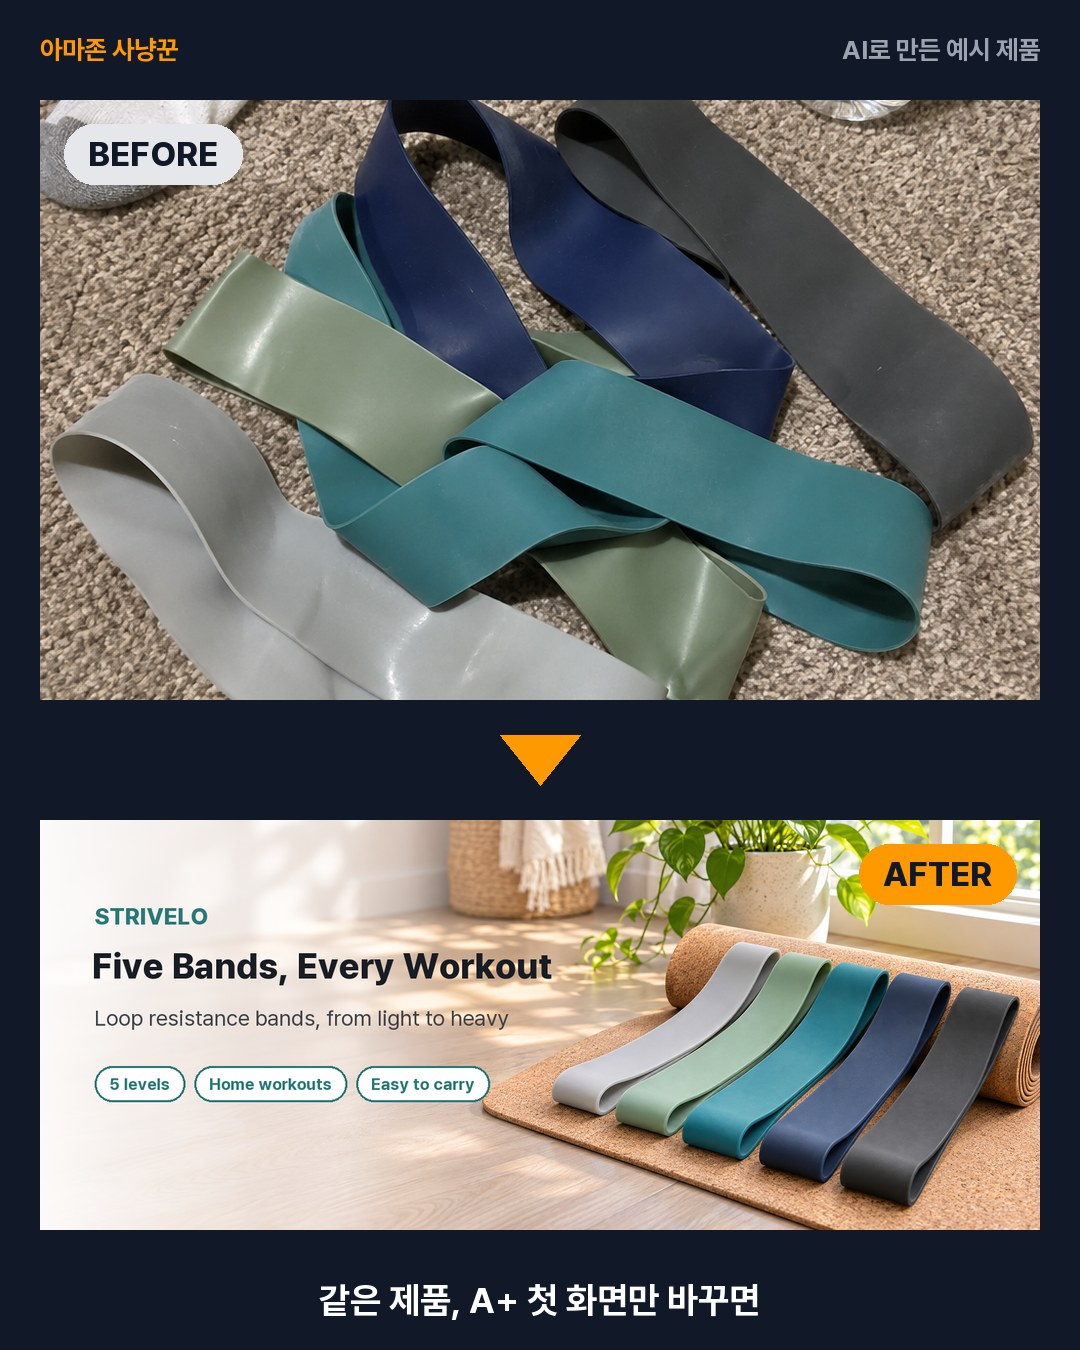 아마존 사냥꾼
AI로 만든 예시 제품
BEFORE
AFTER
STRIVELO
Five Bands, Every Workout
Loop resistance bands, from light to heavy
5 levels
Home workouts
Easy to carry
같은 제품, A+ 첫 화면만 바꾸면